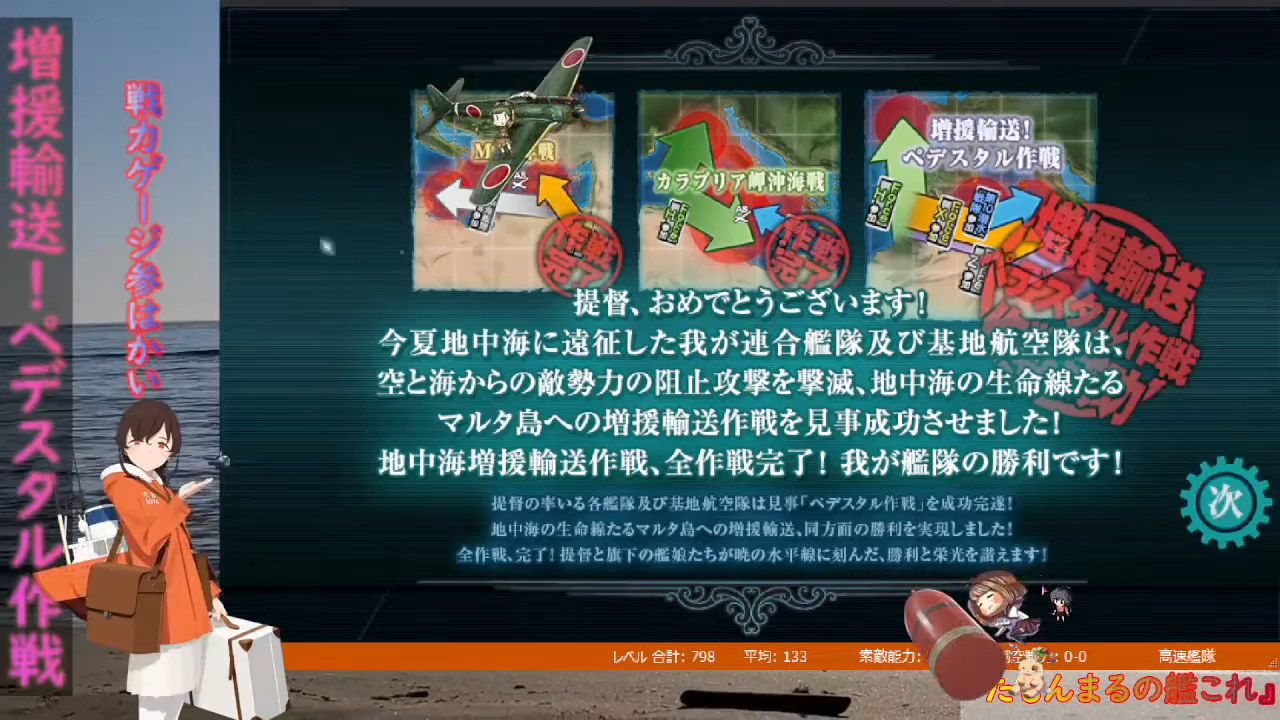 増援輸送！ペデスタル作戦
戦力ゲージ参はかい
作戦
完了
カラブリア岬沖海戦
作戦
完了
増援輸送！
ペデスタル作戦
増援輸送
ペデスタル作戦
提督、おめでとうございます！
今夏地中海に遠征した我が連合艦隊及び基地航空隊は、
空と海からの敵勢力の阻止攻撃を撃滅、地中海の生命線たる
マルタ島への増援輸送作戦を見事成功させました！
地中海増援輸送作戦、全作戦完了！我が艦隊の勝利です！
提督の率いる各艦隊及び基地航空隊は見事「ペデスタル作戦」を成功完遂！
地中海の生命線たるマルタ島への増援輸送、同方面の勝利を実現しました！
全作戦、完了！提督と旗下の艦娘たちが暁の水平線に刻んだ、勝利と栄光を讃えます！
次
レベル 合計: 798 平均: 133 索敵能力: 0-0 高速艦隊
まるの艦これ』